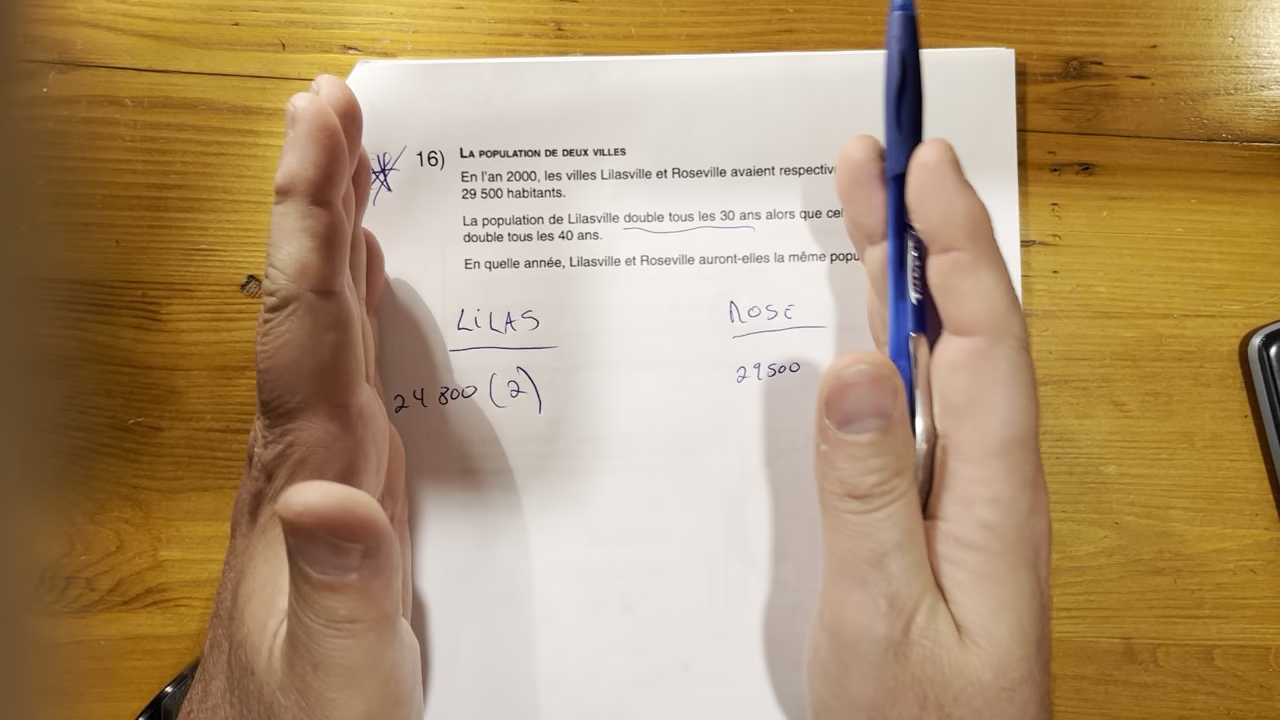 16) LA POPULATION DE DEUX VILLES
En l'an 2000, les villes Lilasville et Roseville avaient respectiv
29 500 habitants.
La population de Lilasville double tous les 30 ans alors que cel
double tous les 40 ans.
En quelle année, Lilasville et Roseville auront-elles la même popu
LILAS
ROSE
24 800 (2)
29500